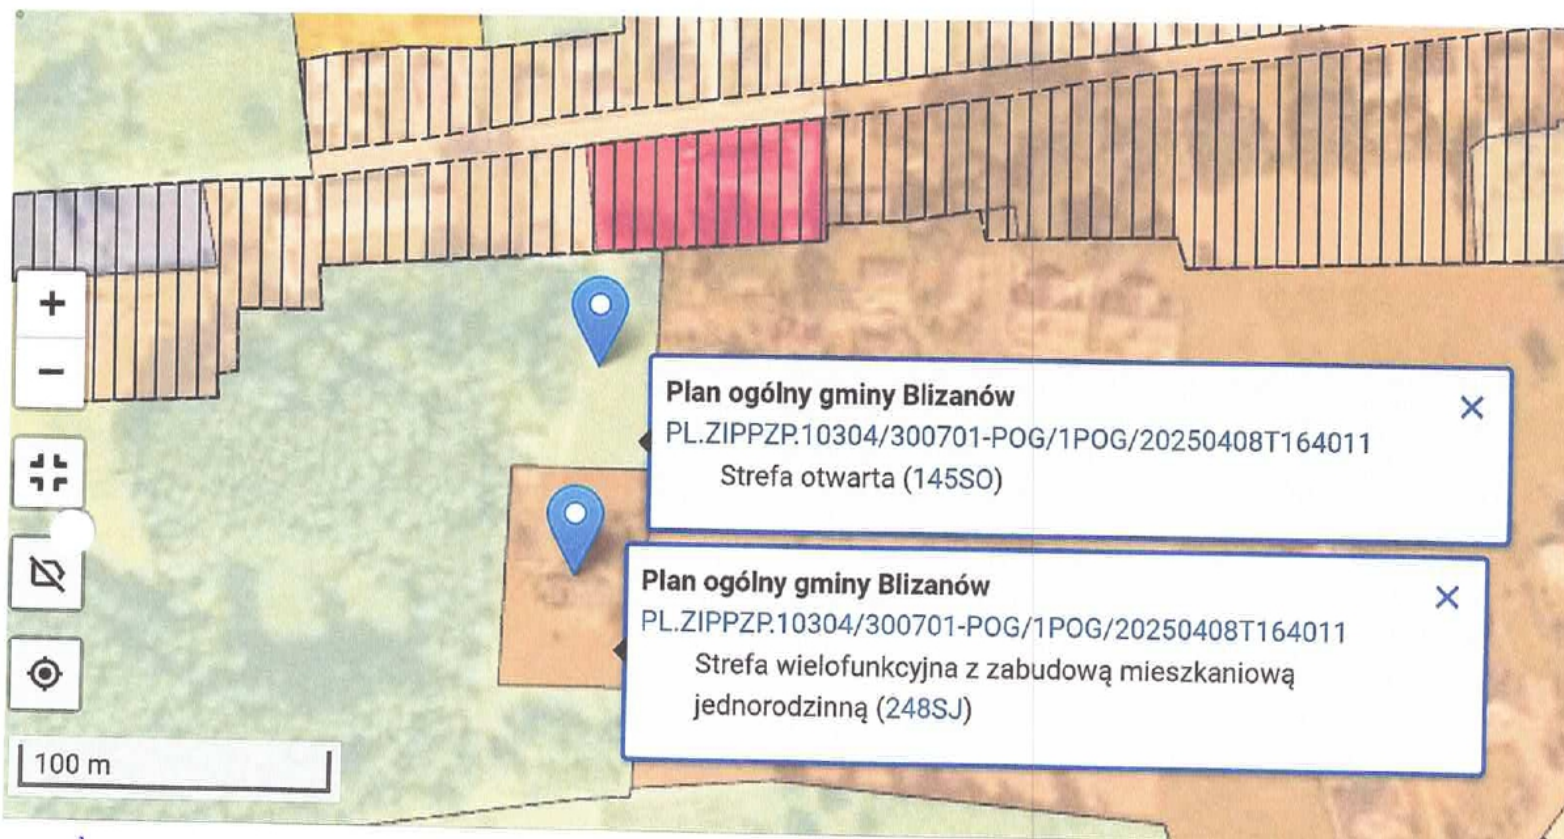 Plan ogólny gminy Blizanów
PL.ZIPPZP.10304/300701-POG/1POG/20250408T164011
Strefa otwarta (145SO)
Plan ogólny gminy Blizanów
PL.ZIPPZP.10304/300701-POG/1POG/20250408T164011
Strefa wielofunkcyjna z zabudową mieszkaniową
jednorodzinną (248SJ)
100 m